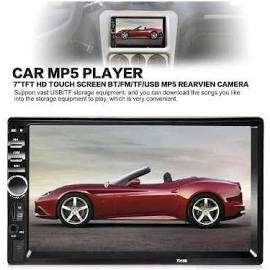 CAR MP5 PLAYER
7"TFT HD TOUCH SCREEN BT/FM/TF/USB MP5 REARVIEN CAMERA
Support vast USB/TF storage equipment, and you can download the songs you like
into the storage equipment to play, which is very convenient.